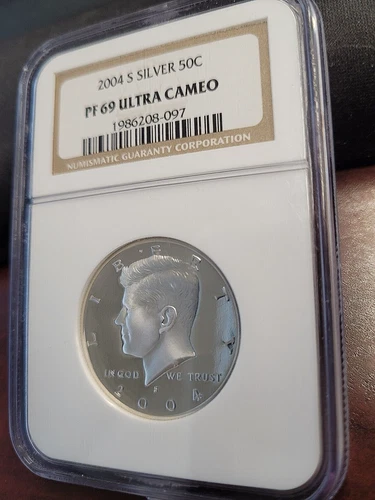 2004 S SILVER 50C
PF 69 ULTRA CAMEO
1986208-097
NUMISMATIC GUARANTY CORPORATION
LIBERTY
IN GOD WE TRUST
2004